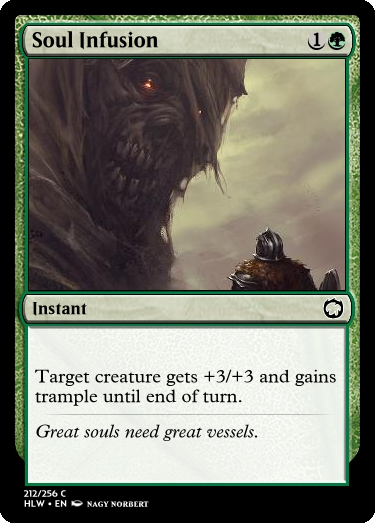 Soul Infusion 1
Instant
Target creature gets +3/+3 and gains
trample until end of turn.
Great souls need great vessels.
212/256 C
HLW • EN NAGY NORBERT